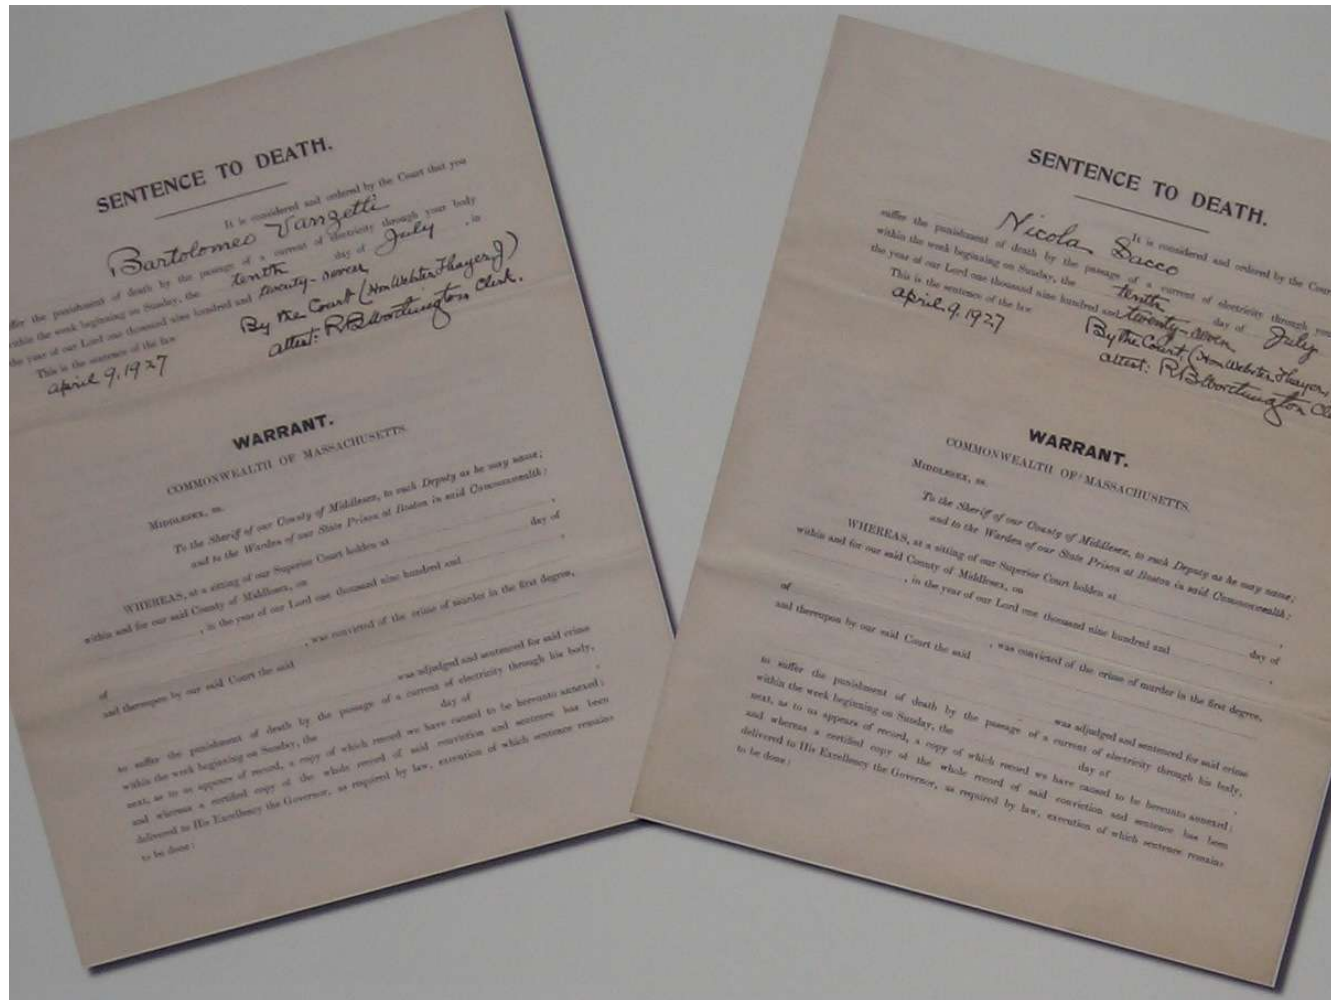 SENTENCE TO DEATH.
It is considered and ordered by the Court that you
Bartolomeo Vanzetti
suffer the punishment of death by the passage of a current of electricity through your body
within the week beginning on Sunday, the tenth day of July, in
the year of our Lord one thousand nine hundred and twenty-seven
This is the sentence of the law
April 9, 1927
By the Court (Hon Webster Thayer J)
attest: R B Worthington Clerk.
WARRANT.
COMMONWEALTH OF MASSACHUSETTS.
MIDDLESEX, ss.
To the Sheriff of our County of Middlesex, to such Deputy as he may name;
and to the Warden of our State Prison at Boston in said Commonwealth:
WHEREAS, at a sitting of our Superior Court holden at ,
within and for our said County of Middlesex, on day of
, in the year of our Lord one thousand nine hundred and ,
of , was convicted of the crime of murder in the first degree,
and thereupon by our said Court the said
was adjudged and sentenced for said crime
to suffer the punishment of death by the passage of a current of electricity through his body,
within the week beginning on Sunday, the day of ,
next, as to us appears of record, a copy of which record we have caused to be hereunto annexed;
and whereas a certified copy of the whole record of said conviction and sentence has been
delivered to His Excellency the Governor, as required by law, execution of which sentence remains
to be done:
SENTENCE TO DEATH.
It is considered and ordered by the Court
Nicola Sacco
suffer the punishment of death by the passage of a current of electricity through your
within the week beginning on Sunday, the tenth day of July
the year of our Lord one thousand nine hundred and twenty-seven
This is the sentence of the law
April 9, 1927
By the Court (Hon Webster Thayer,
attest: R B Worthington Cle
WARRANT.
COMMONWEALTH OF MASSACHUSETTS.
MIDDLESEX, ss.
To the Sheriff of our County of Middlesex, to such Deputy as he may name;
and to the Warden of our State Prison at Boston in said Commonwealth:
WHEREAS, at a sitting of our Superior Court holden at ,
within and for our said County of Middlesex, on day of
, in the year of our Lord one thousand nine hundred and ,
of , was convicted of the crime of murder in the first degree,
and thereupon by our said Court the said
was adjudged and sentenced for said crime
to suffer the punishment of death by the passage of a current of electricity through his body,
within the week beginning on Sunday, the day of ,
next, as to us appears of record, a copy of which record we have caused to be hereunto annexed;
and whereas a certified copy of the whole record of said conviction and sentence has been
delivered to His Excellency the Governor, as required by law, execution of which sentence remains
to be done: